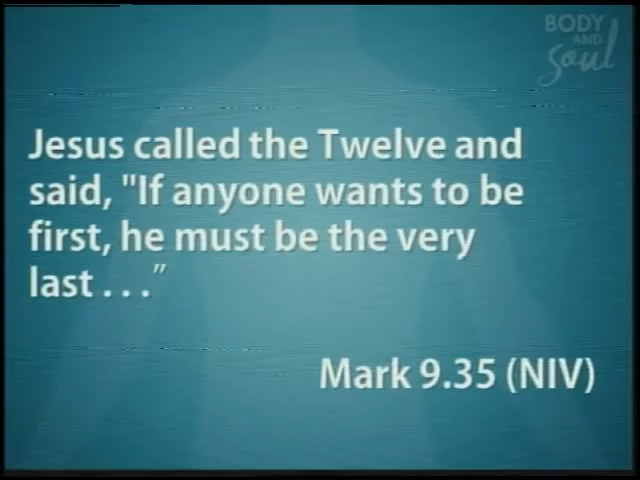 BODY
AND
Soul
Jesus called the Twelve and
said, "If anyone wants to be
first, he must be the very
last . . .”
Mark 9.35 (NIV)